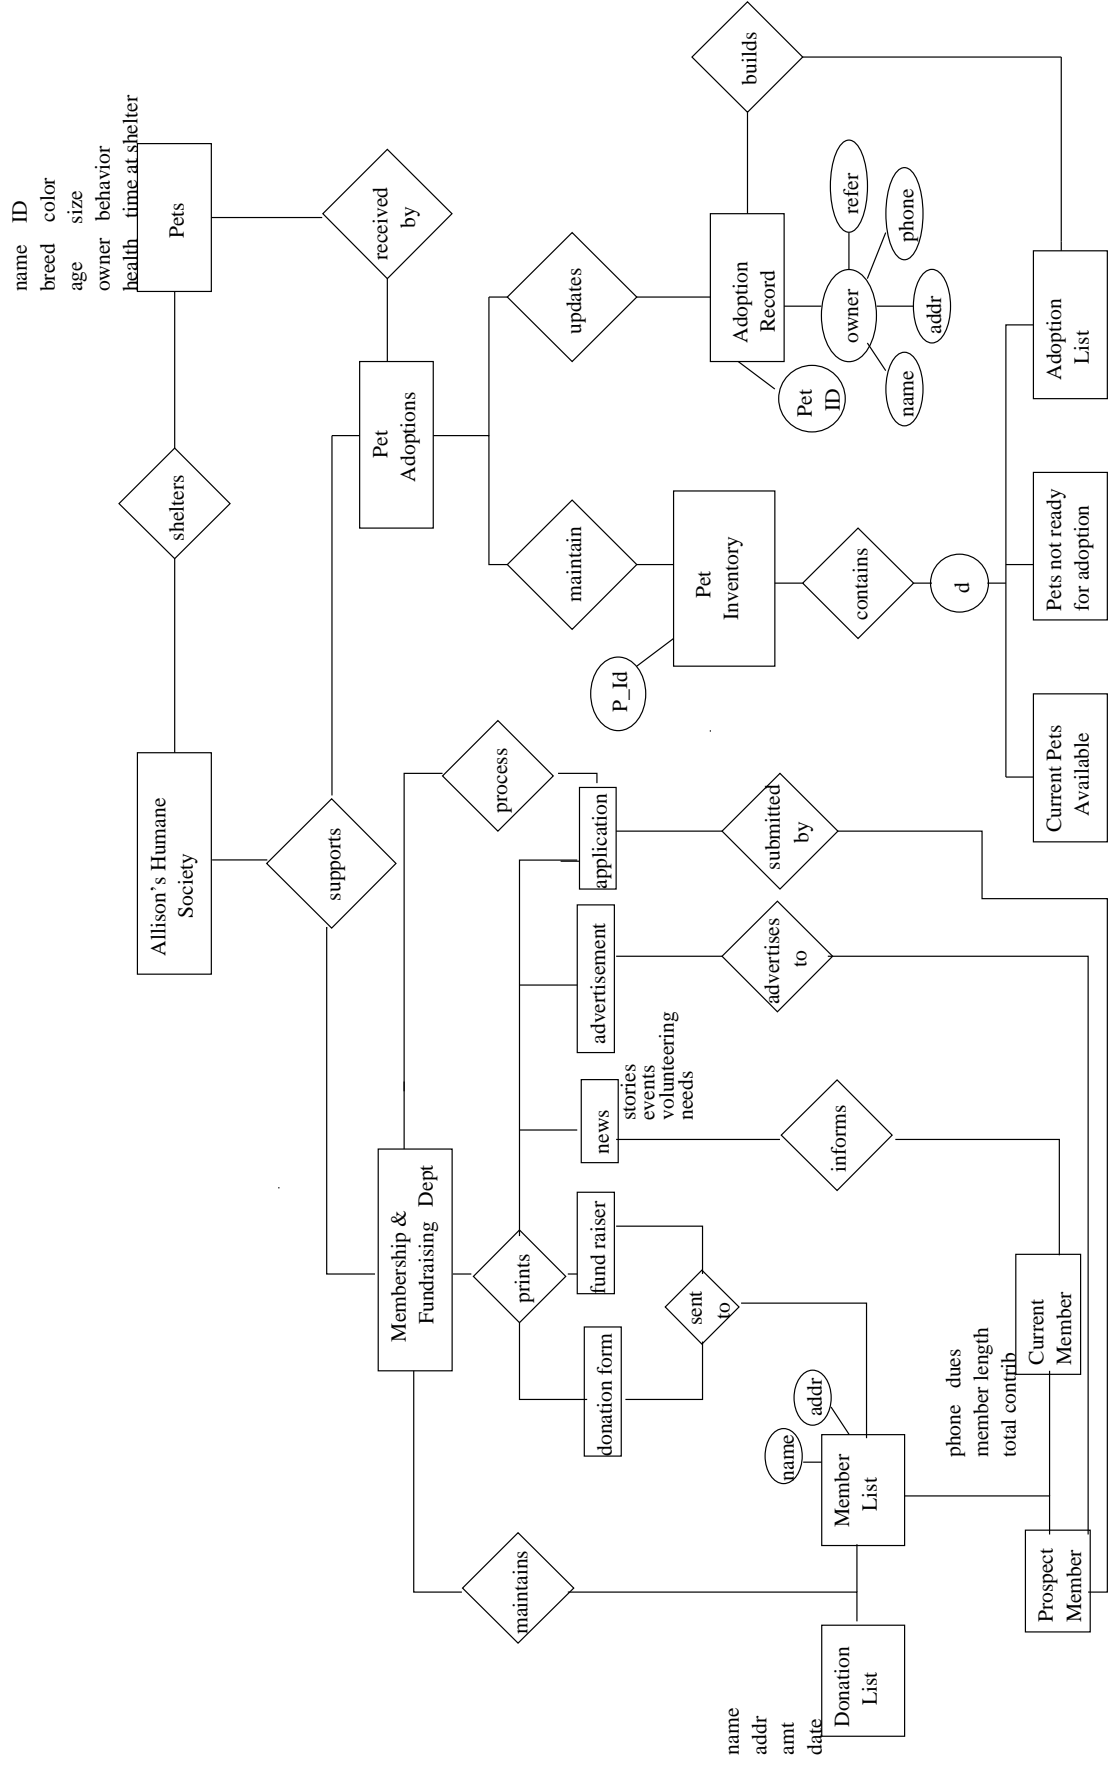 name ID
breed color
age size
owner behavior
health time at shelter
Allison's Humane
Society
shelters
Pets
supports
received
by
Membership &
Fundraising Dept
Pet
Adoptions
maintains
prints
process
maintain
updates
donation form
fund raiser
news
advertisement
application
stories
events
volunteering
needs
P_Id
Pet
Inventory
Adoption
Record
builds
sent
to
submitted
by
advertises
to
informs
name
addr
amt
date
Donation
List
name
addr
Member
List
Pet
ID
owner
refer
phone
addr
name
contains
d
phone dues
member length
total contrib
Prospect
Member
Current
Member
Current Pets
Available
Pets not ready
for adoption
Adoption
List